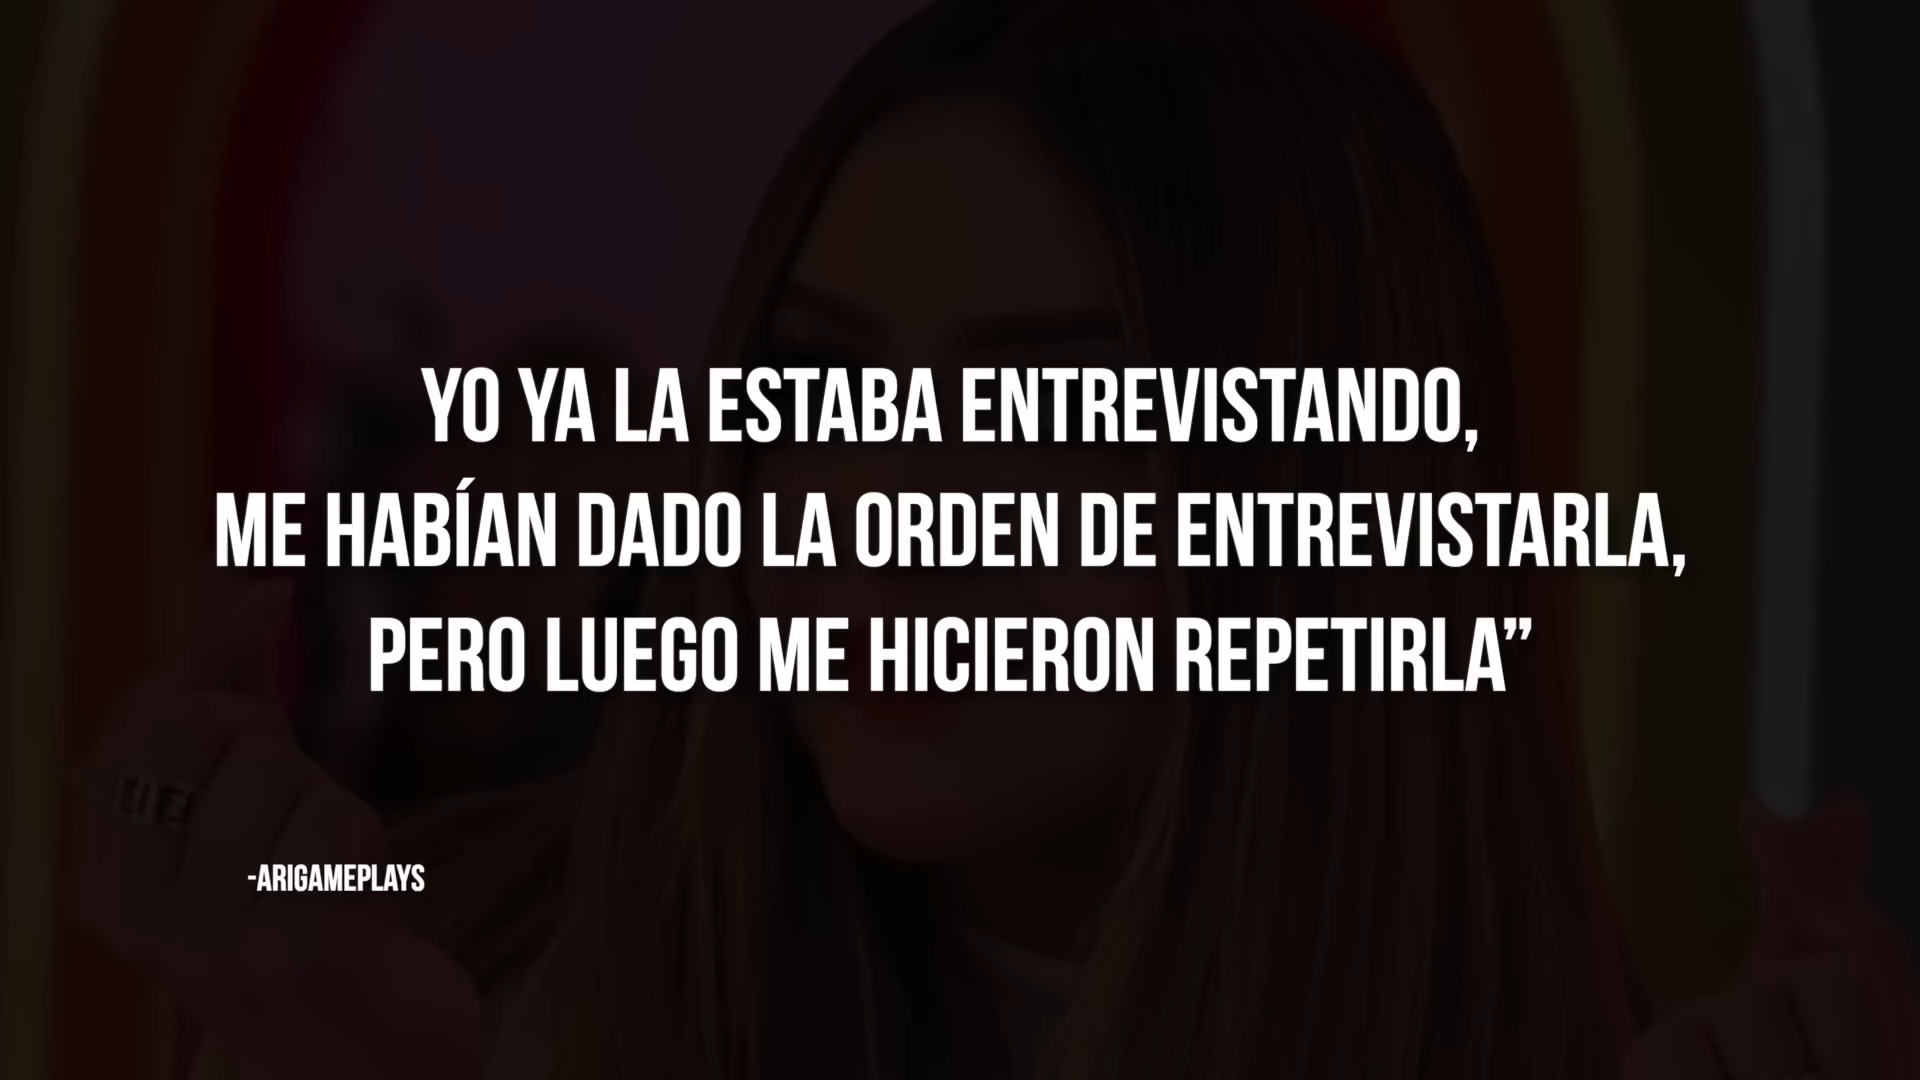 YO YA LA ESTABA ENTREVISTANDO,
ME HABÍAN DADO LA ORDEN DE ENTREVISTARLA,
PERO LUEGO ME HICIERON REPETIRLA”
-ARIGAMEPLAYS